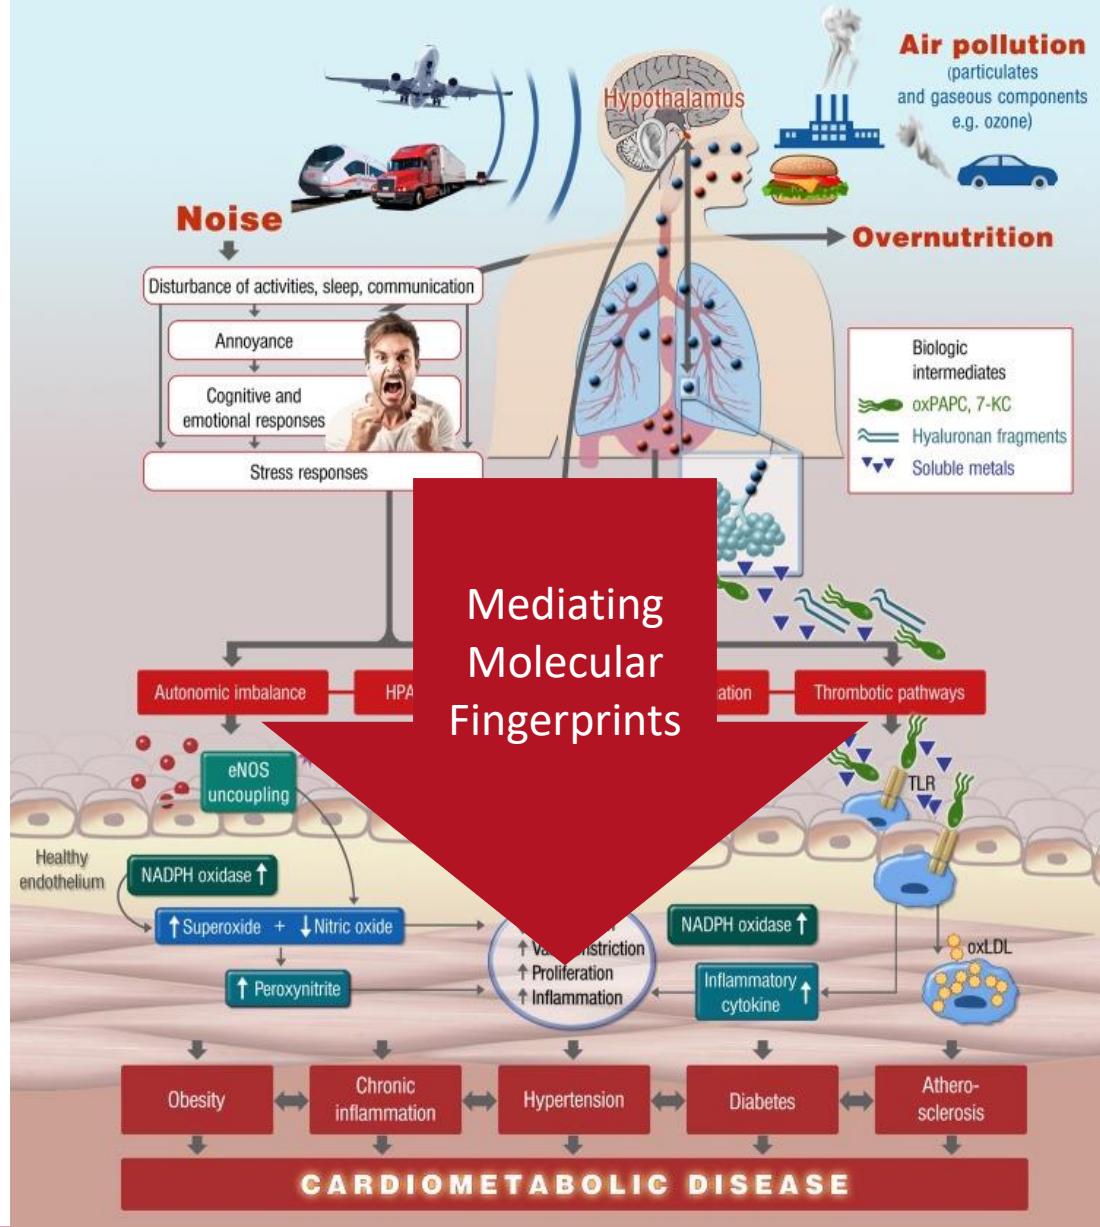 Air pollution
(particulates
and gaseous components
e.g. ozone)
Hypothalamus
Noise
Overnutrition
Disturbance of activities, sleep, communication
Annoyance
Cognitive and
emotional responses
Stress responses
Biologic
intermediates
oxPAPC, 7-KC
Hyaluronan fragments
Soluble metals
Mediating
Molecular
Fingerprints
Autonomic imbalance
HPA
Thrombotic pathways
eNOS
uncoupling
TLR
Healthy
endothelium
NADPH oxidase ↑
↑ Superoxide + ↓ Nitric oxide
↑ Peroxynitrite
NADPH oxidase ↑
↑ Proliferation
↑ Inflammation
Inflammatory
cytokine ↑
oxLDL
Obesity
Chronic
inflammation
Hypertension
Diabetes
Athero-
sclerosis
CARDIOMETABOLIC DISEASE